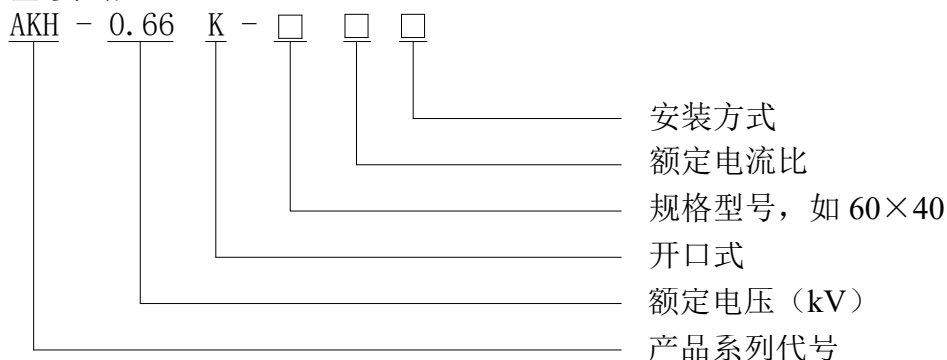 AKH - 0.66 K - □ □ □
安装方式
额定电流比
规格型号，如 60×40
开口式
额定电压（kV）
产品系列代号